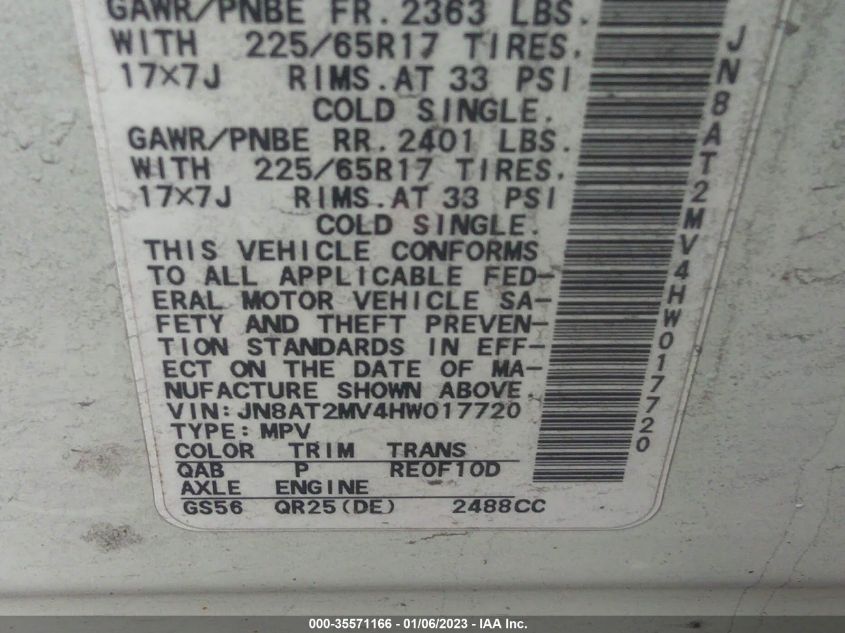 GAWR/PNBE FR. 2363 LBS.
WITH 225/65R17 TIRES.
17x7J RIMS.AT 33 PSI
COLD SINGLE.
GAWR/PNBE RR. 2401 LBS.
WITH 225/65R17 TIRES.
17x7J RIMS.AT 33 PSI
COLD SINGLE.
THIS VEHICLE CONFORMS
TO ALL APPLICABLE FED-
ERAL MOTOR VEHICLE SA-
FETY AND THEFT PREVEN-
TION STANDARDS IN EFF-
ECT ON THE DATE OF MA-
NUFACTURE SHOWN ABOVE.
VIN:JN8AT2MV4HW017720
TYPE:MPV
COLOR TRIM TRANS
QAB P RE0F10D
AXLE ENGINE
GS56 QR25(DE) 2488CC
JN8AT2MV4HW017720
000-35571166 - 01/06/2023 - IAA Inc.